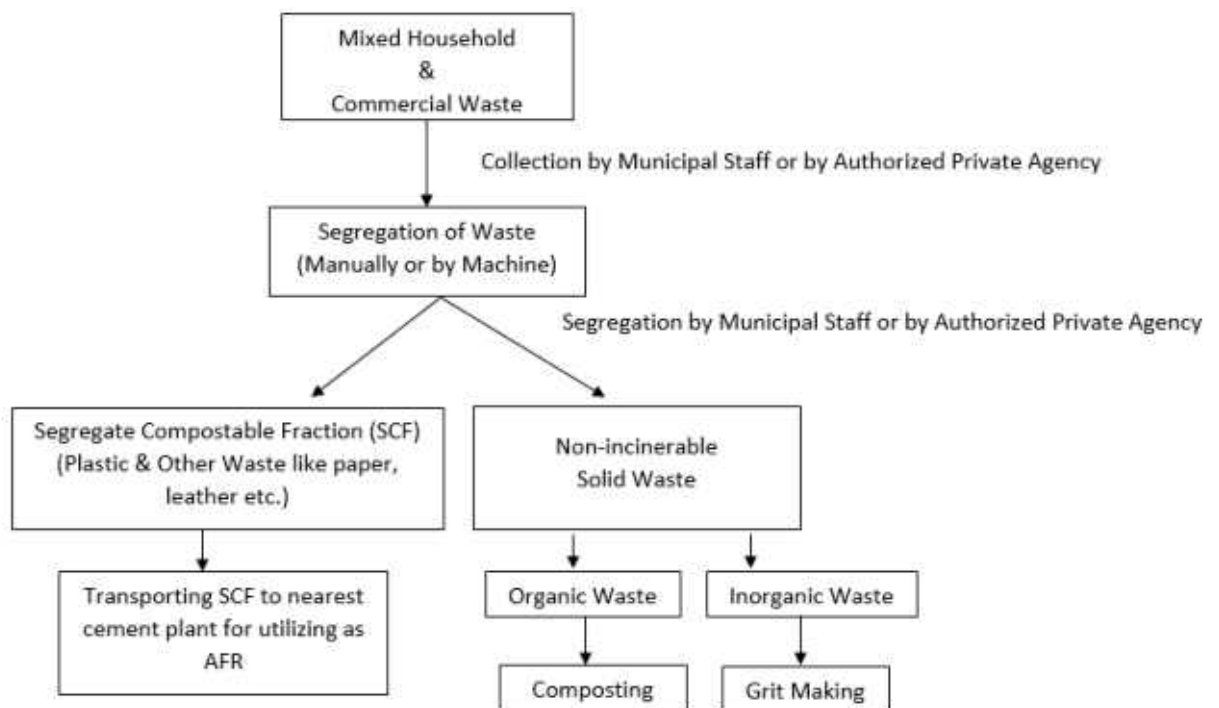 Mixed Household
&
Commercial Waste
Collection by Municipal Staff or by Authorized Private Agency
Segregation of Waste
(Manually or by Machine)
Segregation by Municipal Staff or by Authorized Private Agency
Segregate Compostable Fraction (SCF)
(Plastic & Other Waste like paper,
leather etc.)
Non-incinerable
Solid Waste
Transporting SCF to nearest
cement plant for utilizing as
AFR
Organic Waste
Inorganic Waste
Composting
Grit Making